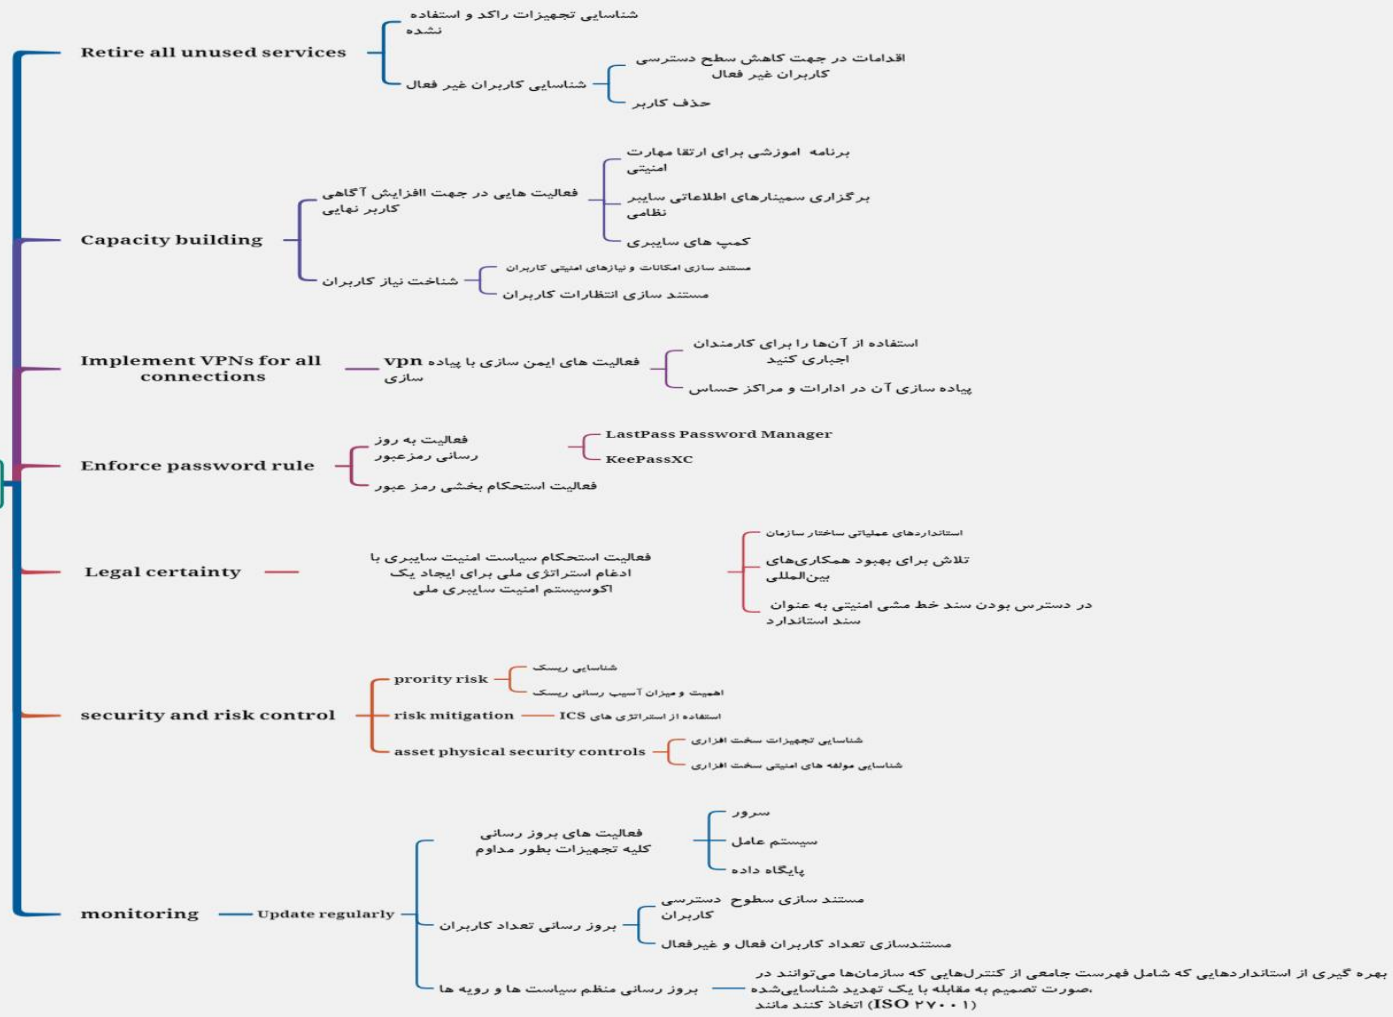 Retire all unused services
شناسایی تجهیزات راکد و استفاده
نشده
شناسایی کاربران غیر فعال
اقدامات در جهت کاهش سطح دسترسی
کاربران غیر فعال
حذف کاربر
Capacity building
فعالیت هایی در جهت اافزایش آگاهی
کاربر نهایی
برنامه اموزشی برای ارتقا مهارت
امنیتی
برگزاری سمینارهای اطلاعاتی سایبر
نظامی
کمپ های سایبری
شناخت نیاز کاربران
مستند سازی امکانات و نیازهای امنیتی کاربران
مستند سازی انتظارات کاربران
Implement VPNs for all
connections
فعالیت های ایمن سازی با پیاده vpn
سازی
استفاده از آن‌ها را برای کارمندان
اجباری کنید
پیاده سازی آن در ادارات و مراکز حساس
Enforce password rule
فعالیت به روز
رسانی رمزعبور
LastPass Password Manager
KeePassXC
فعالیت استحکام بخشی رمز عبور
Legal certainty
فعالیت استحکام سیاست امنیت سایبری با
ادغام استراتژی ملی برای ایجاد یک
اکوسیستم امنیت سایبری ملی
استانداردهای عملیاتی ساختار سازمان
تلاش برای بهبود همکاری‌های
بین‌المللی
در دسترس بودن سند خط مشی امنیتی به عنوان
سند استاندارد
security and risk control
prority risk
شناسایی ریسک
اهمیت و میزان آسیب رسانی ریسک
risk mitigation
استفاده از استراتژی های ICS
asset physical security controls
شناسایی تجهیزات سخت افزاری
شناسایی مولفه های امنیتی سخت افزاری
monitoring
Update regularly
فعالیت های بروز رسانی
کلیه تجهیزات بطور مداوم
سرور
سیستم عامل
پایگاه داده
بروز رسانی تعداد کاربران
مستند سازی سطوح دسترسی
کاربران
مستندسازی تعداد کاربران فعال و غیرفعال
بروز رسانی منظم سیاست ها و رویه ها
بهره گیری از استانداردهایی که شامل فهرست جامعی از کنترل‌هایی که سازمان‌ها می‌توانند در
صورت تصمیم به مقابله با یک تهدید شناسایی‌شده،
اتخاذ کنند مانند (ISO ۲۷۰۰۱)